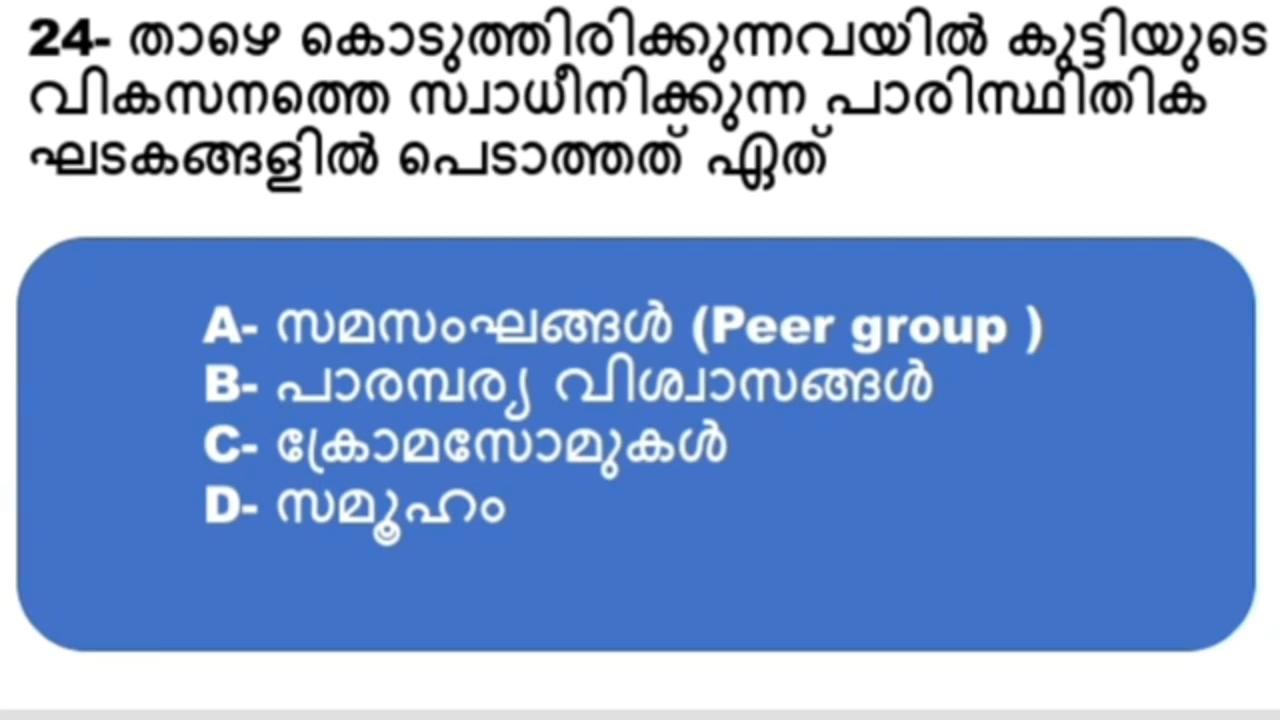 24- താഴെ കൊടുത്തിരിക്കുന്നവയിൽ കുട്ടിയുടെ
വികസനത്തെ സ്വാധീനിക്കുന്ന പാരിസ്ഥിതിക
ഘടകങ്ങളിൽ പെടാത്തത് ഏത്
A- സമസംഘങ്ങൾ (Peer group )
B- പാരമ്പര്യ വിശ്വാസങ്ങൾ
C- ക്രോമസോമുകൾ
D- സമൂഹം